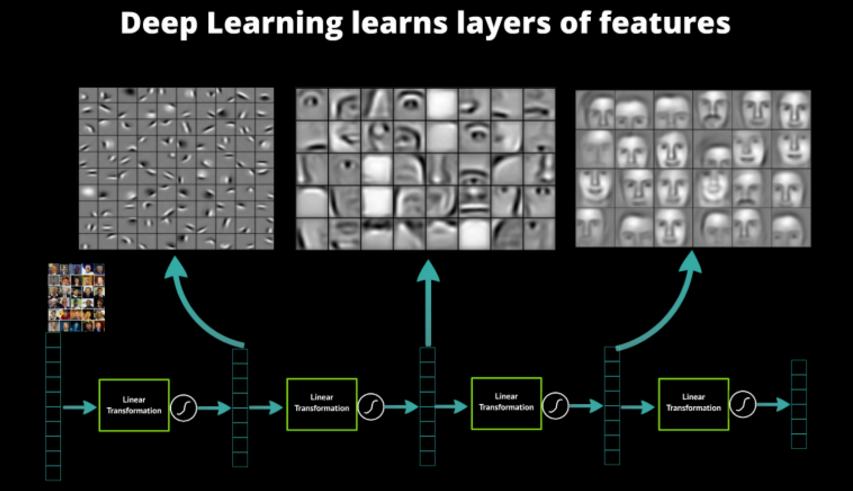 Deep Learning learns layers of features
Linear
Transformation
Linear
Transformation
Linear
Transformation
Linear
Transformation